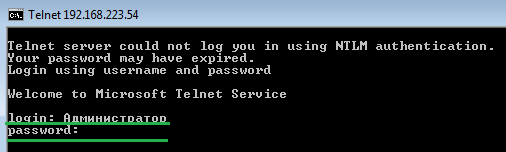 Telnet 192.168.223.54
Telnet server could not log you in using NTLM authentication.
Your password may have expired.
Login using username and password
Welcome to Microsoft Telnet Service
login: Администратор
password: